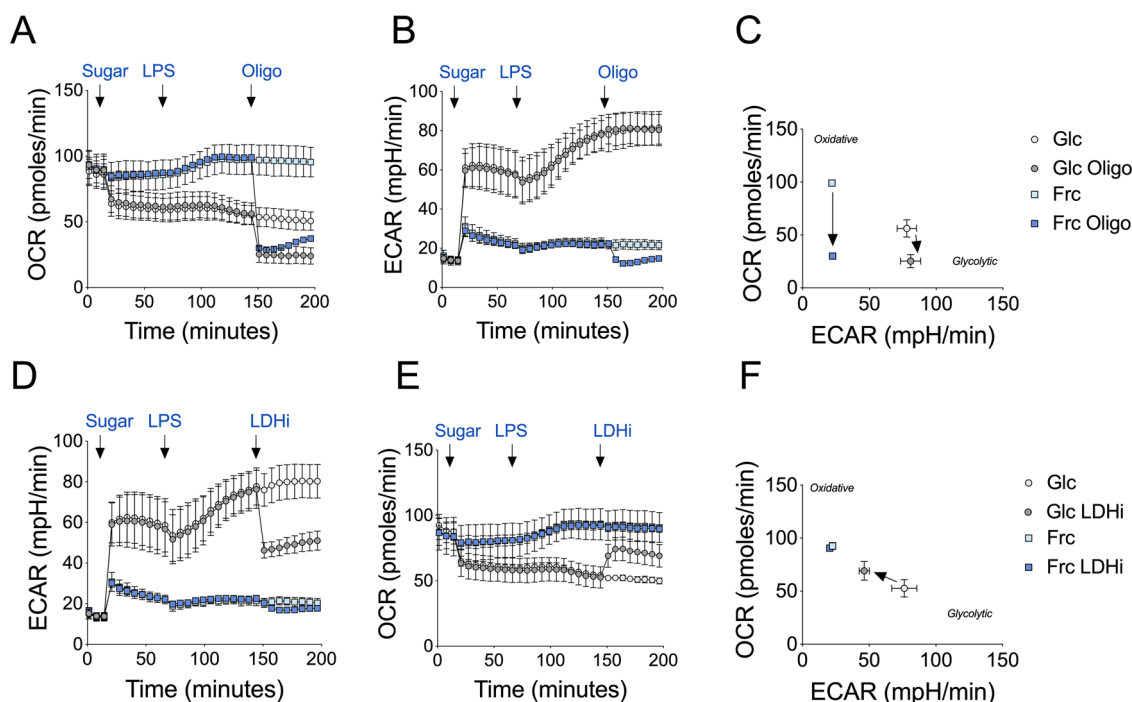 A
Sugar LPS Oligo
OCR (pmoles/min)
150
100
50
0
0 50 100 150 200
Time (minutes)
B
Sugar LPS Oligo
ECAR (mpH/min)
100
80
60
40
20
0
0 50 100 150 200
Time (minutes)
C
OCR (pmoles/min)
150
100
50
0
0 50 100 150
ECAR (mpH/min)
Oxidative
Glycolytic
Glc
Glc Oligo
Frc
Frc Oligo
D
Sugar LPS LDHi
ECAR (mpH/min)
100
80
60
40
20
0
0 50 100 150 200
Time (minutes)
E
Sugar LPS LDHi
OCR (pmoles/min)
150
100
50
0
0 50 100 150 200
Time (minutes)
F
OCR (pmoles/min)
150
100
50
0
0 50 100 150
ECAR (mpH/min)
Oxidative
Glycolytic
Glc
Glc LDHi
Frc
Frc LDHi